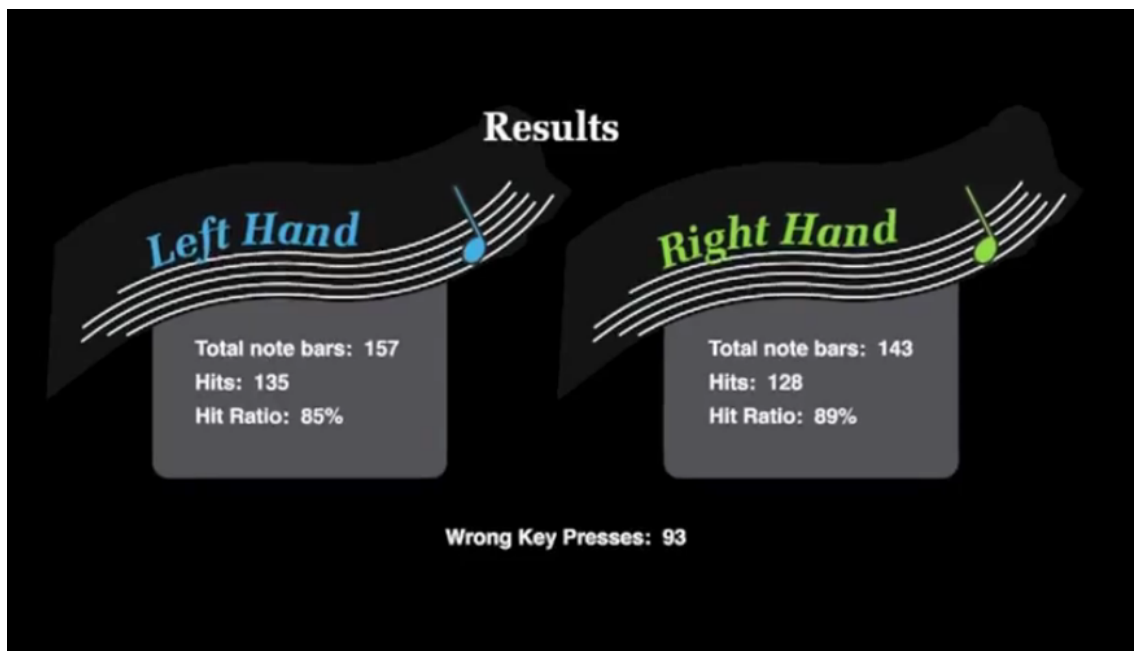 Results
Left Hand
Total note bars: 157
Hits: 135
Hit Ratio: 85%
Right Hand
Total note bars: 143
Hits: 128
Hit Ratio: 89%
Wrong Key Presses: 93